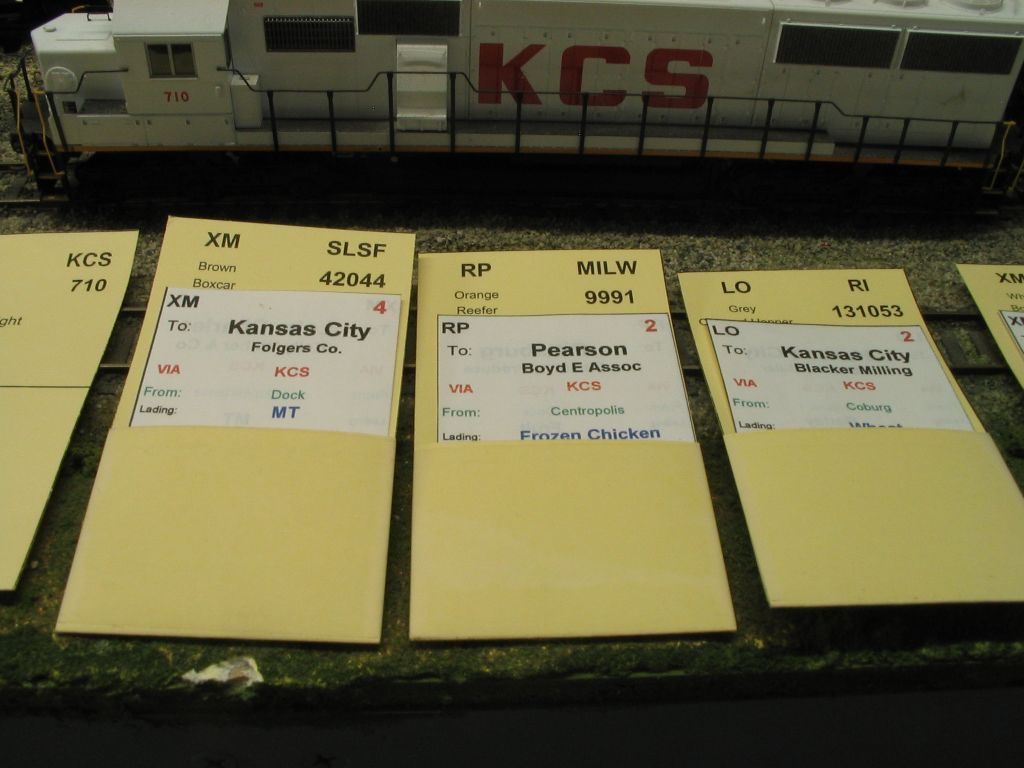 710
KCS
KCS
710
ght
XM
SLSF
Brown
Boxcar
42044
XM
4
To:
Kansas City
Folgers Co.
VIA
KCS
From:
Dock
Lading:
MT
RP
MILW
Orange
Reefer
9991
RP
2
To:
Pearson
Boyd E Assoc
VIA
KCS
From:
Centropolis
Lading:
Frozen Chicken
LO
RI
Grey
131053
Hopper
LO
2
To:
Kansas City
Blacker Milling
VIA
KCS
From:
Coburg
Lading:
Wheat
XM